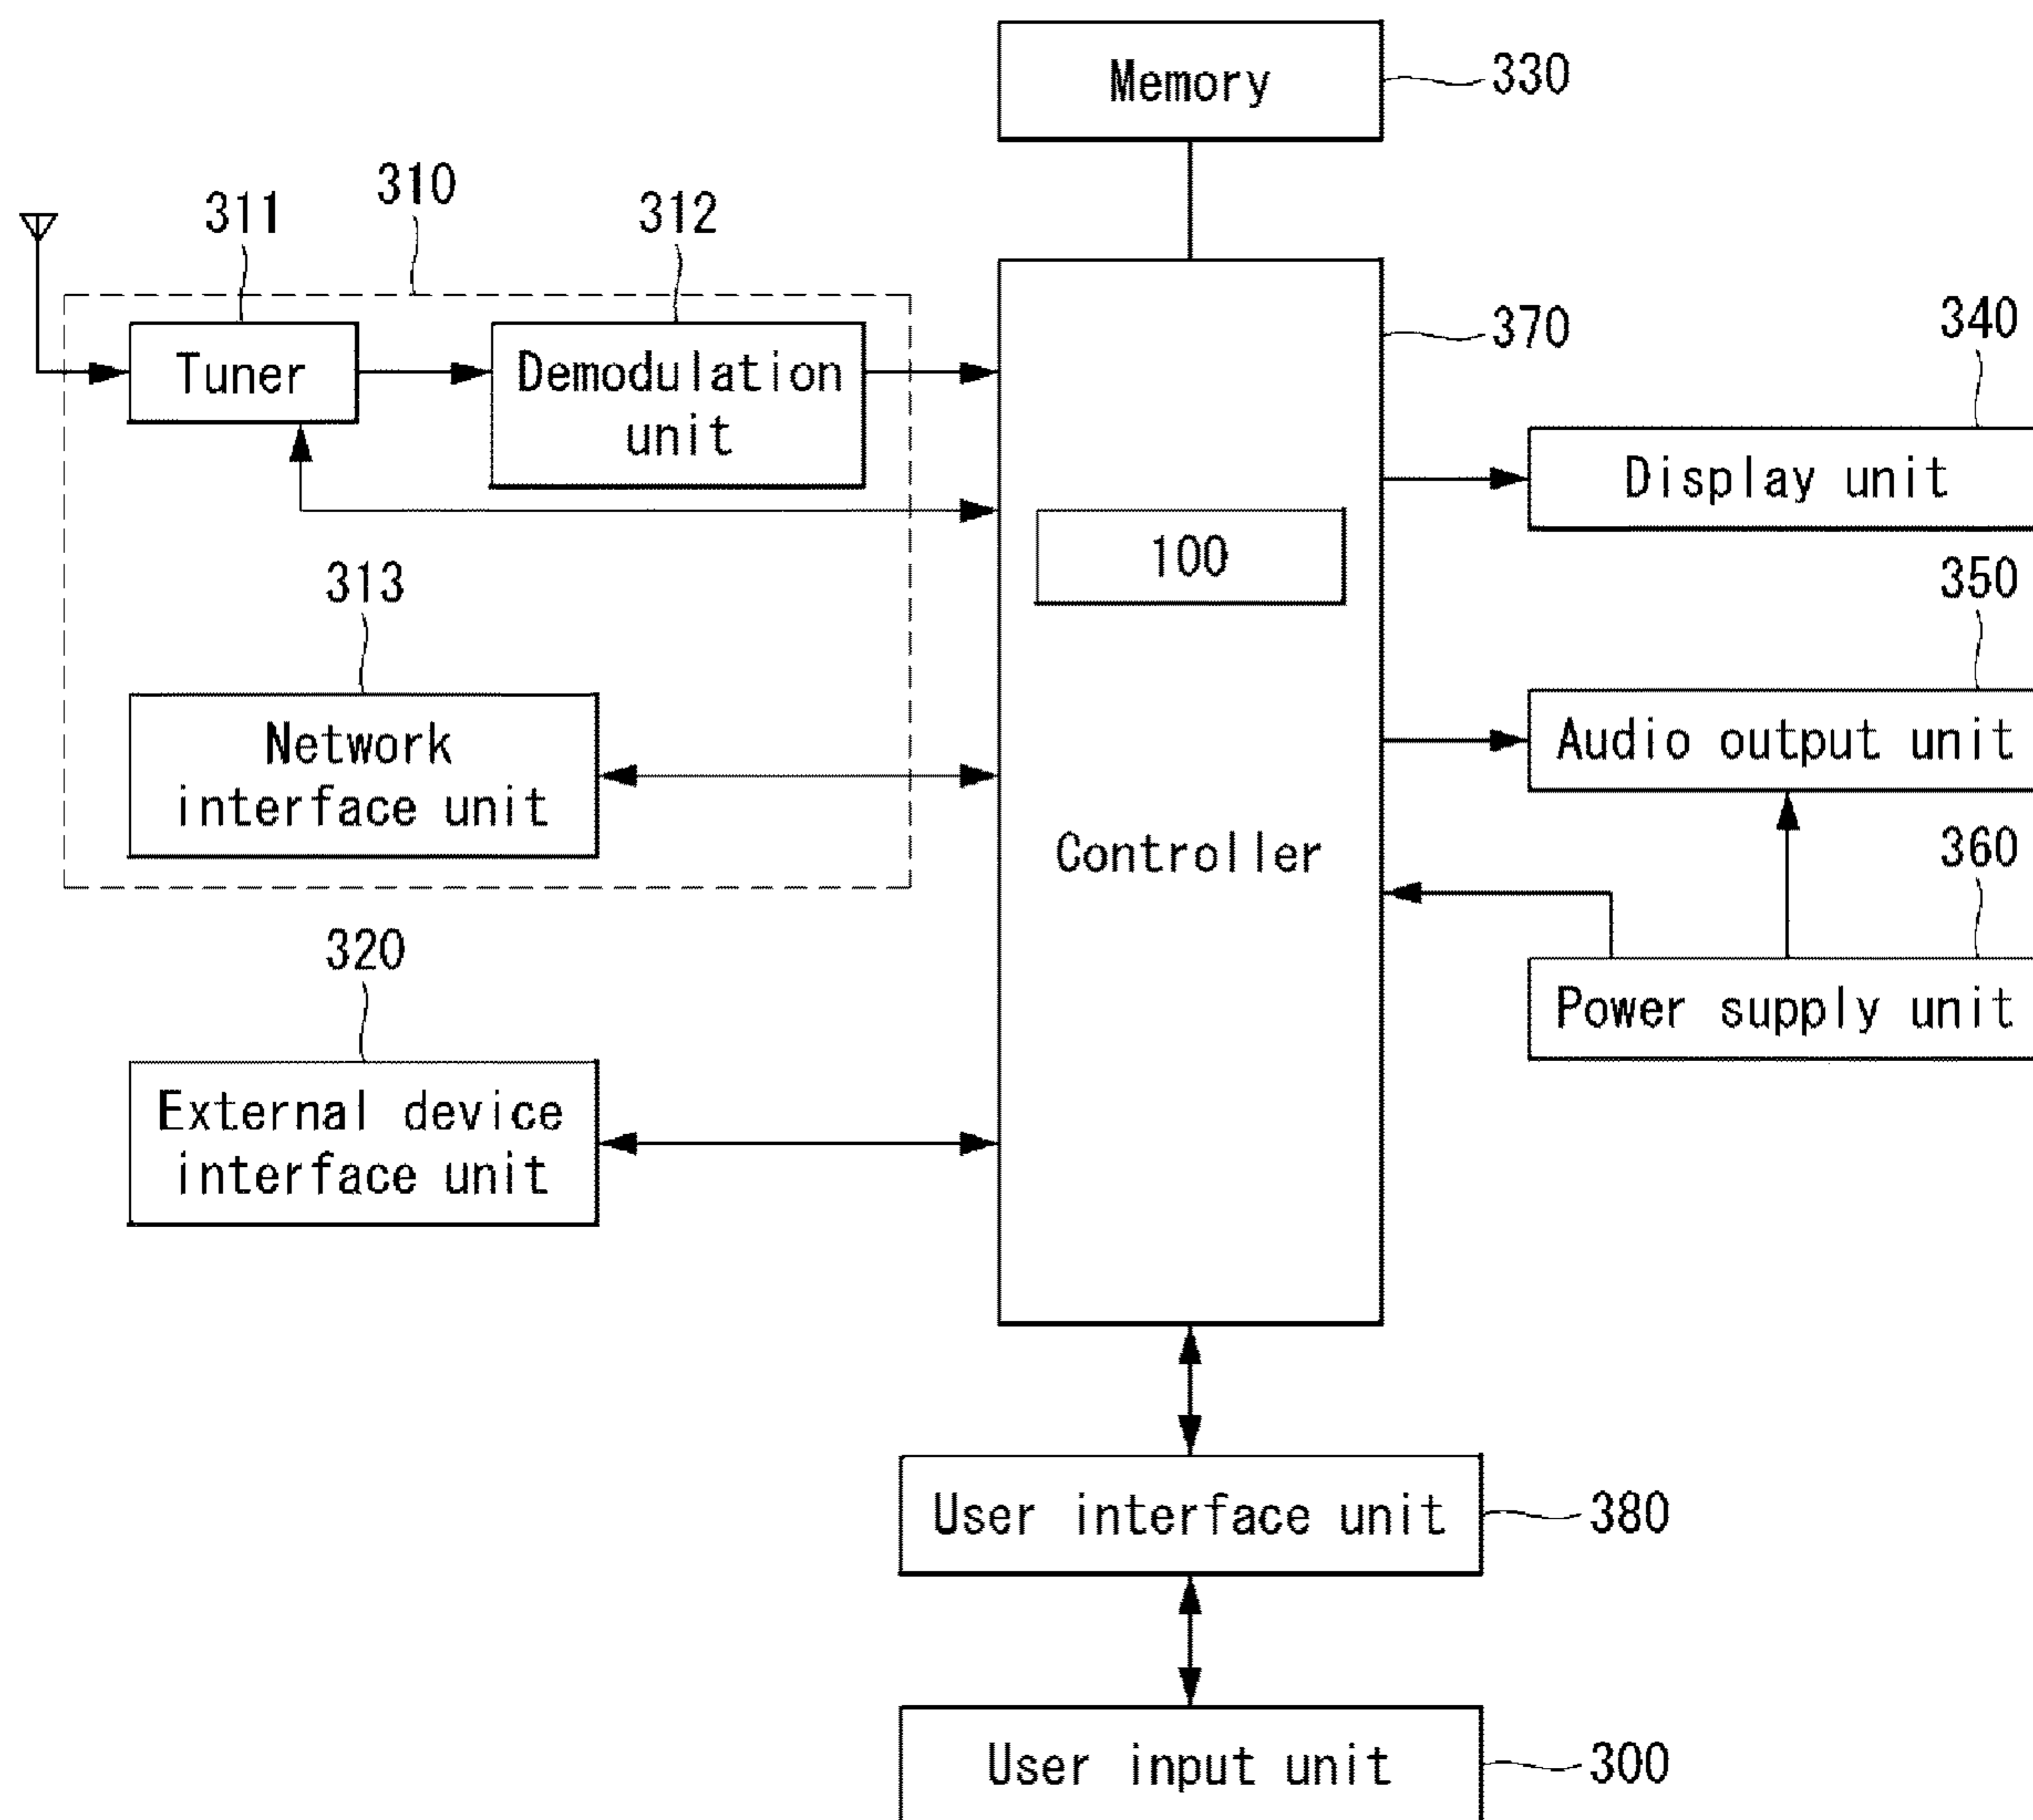 Memory
330
310
311
312
Tuner
Demodulation
unit
370
340
Display unit
100
313
350
Network
interface unit
Audio output unit
Controller
360
320
Power supply unit
External device
interface unit
User interface unit
380
User input unit
300